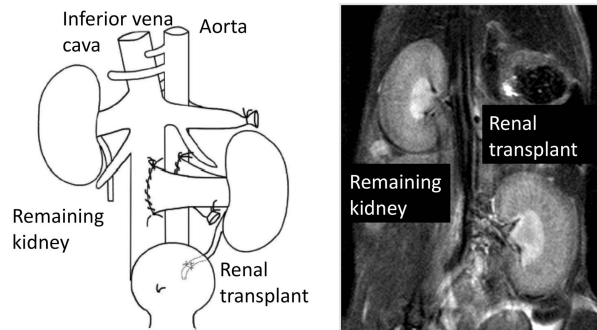 Inferior vena
cava
Aorta
Remaining
kidney
Renal
transplant
Renal
transplant
Remaining
kidney